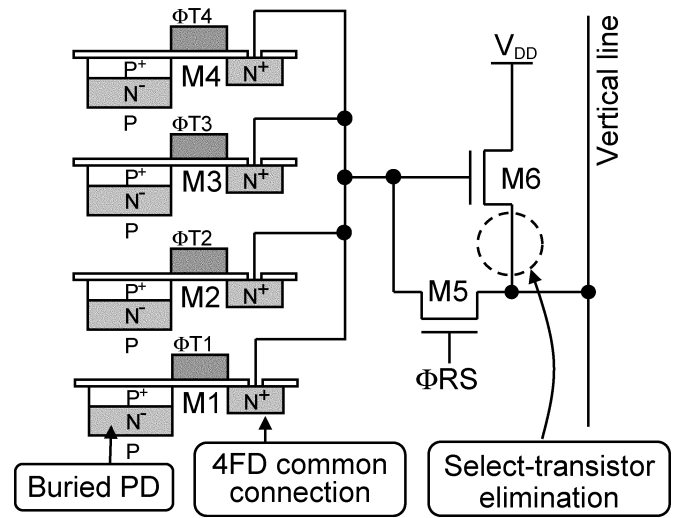 ΦT4
P+
N-
P
M4
N+
ΦT3
P+
N-
P
M3
N+
ΦT2
P+
N-
P
M2
N+
ΦT1
P+
N-
P
M1
N+
VDD
M6
M5
ΦRS
Vertical line
Buried PD
4FD common
connection
Select-transistor
elimination